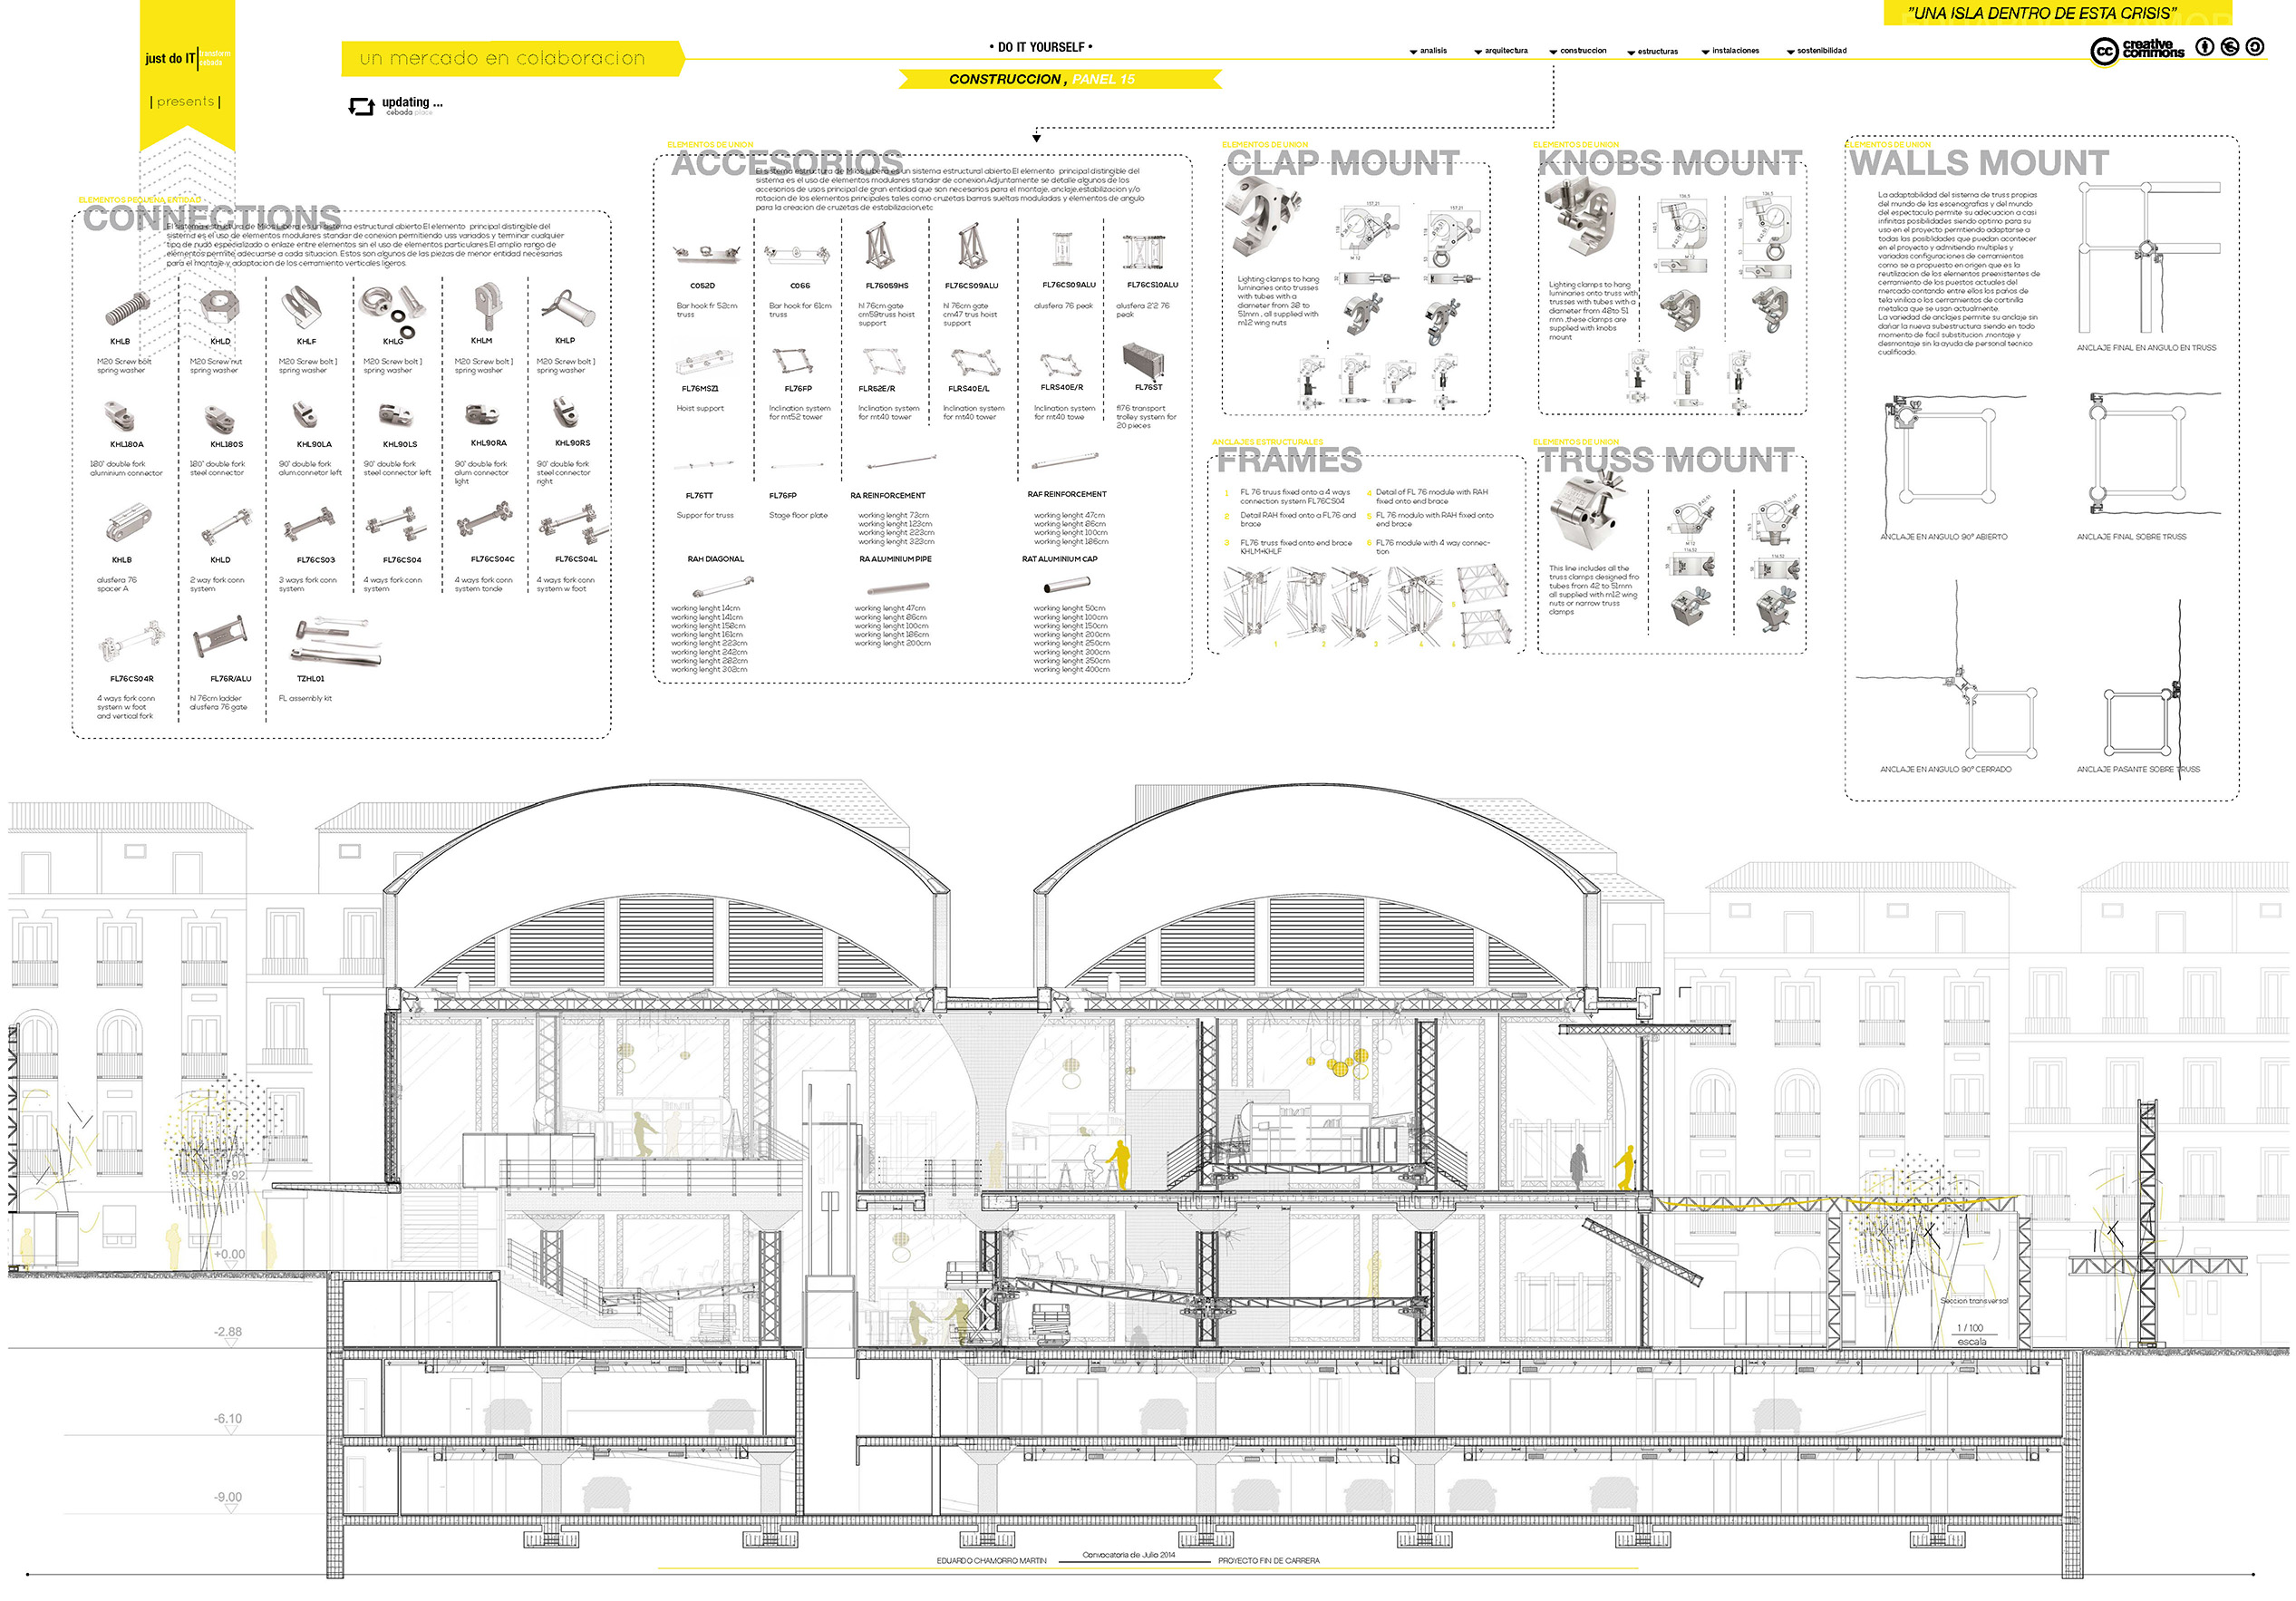 "UNA ISLA DENTRO DE ESTA CRISIS"
just do IT
transform
cebada
| presents |
un mercado en colaboracion
• DO IT YOURSELF •
CONSTRUCCION , PANEL 15
analisis
arquitectura
construccion
estructuras
instalaciones
sostenibilidad
cc creative commons
updating ...
cebada place
ELEMENTOS PEQUEÑA ENTIDAD
CONNECTIONS
El sistema estructura de Milos Libera es un sistema estructural abierto.El elemento principal distingible del
sistema es el uso de elementos modulares standar de conexion permitiendo uss variados y terminar cualquier
tipo de nudo especializado o enlaze entre elementos sin el uso de elementos particulares.El amplio rango de
elementos permite adecuarse a cada situacion. Estos son algunos de las piezas de menor entidad necesarias
para el montaje y adaptacion de los cerramiento verticales ligeros.
KHLB
M20 Screw bolt
spring washer
KHLD
M20 Screw nut
spring washer
KHLF
M20 Screw bolt ]
spring washer
KHLG
M20 Screw bolt ]
spring washer
KHLM
M20 Screw bolt ]
spring washer
KHLP
M20 Screw bolt ]
spring washer
KHL180A
180° double fork
aluminium connector
KHL180S
180° double fork
steel connector
KHL90LA
90° double fork
alum connetor left
KHL90LS
90° double fork
steel connector left
KHL90RA
90° double fork
alum connector
light
KHL90RS
90° double fork
steel connector
right
KHLB
alusfera 76
spacer A
KHLD
2 way fork conn
system
FL76CS03
3 ways fork conn
system
FL76CS04
4 ways fork conn
system
FL76CS04C
4 ways fork conn
system tonde
FL76CS04L
4 ways fork conn
system w foot
FL76CS04R
4 ways fork conn
system w foot
and vertical fork
FL76R/ALU
hl 76cm ladder
alusfera 76 gate
TZHL01
FL assembly kit
ELEMENTOS DE UNION
ACCESORIOS
El sistema estructura de Milos Libera es un sistema estructural abierto.El elemento principal distingible del
sistema es el uso de elementos modulares standar de conexion.Adjuntamente se detalle algunos de los
accesorios de usos principal de gran entidad que son necesarios para el montaje, anclaje,estabilizacion y/o
rotacion de los elementos principales tales como cruzetas barras sueltas moduladas y elementos de angulo
para la creacion de cruzetas de estabilizacion,etc
C052D
Bar hook fr 52cm
truss
C066
Bar hook for 61cm
truss
FL76059HS
hl 76cm gate
cm59truss hoist
support
FL76CS09ALU
hl 76cm gate
cm47 trus hoist
support
FL76CS09ALU
alusfera 76 peak
FL76CS10ALU
alusfera 2'2 76
peak
FL76MSZ1
Hoist support
FL76FP
Inclination system
for mt52 tower
FLR52E/R
Inclination system
for mt40 tower
FLRS40E/L
Inclination system
for mt40 tower
FLRS40E/R
Inclination system
for mt40 towe
FL76ST
fl76 transport
trolley system for
20 pieces
FL76TT
Suppor for truss
FL76FP
Stage floor plate
RA REINFORCEMENT
working lenght 73cm
working lenght 123cm
working lenght 223cm
working lenght 323cm
RAF REINFORCEMENT
working lenght 47cm
working lenght 86cm
working lenght 100cm
working lenght 186cm
RAH DIAGONAL
working lenght 14cm
working lenght 141cm
working lenght 158cm
working lenght 161cm
working lenght 223cm
working lenght 242cm
working lenght 282cm
working lenght 302cm
RA ALUMINIUM PIPE
working lenght 47cm
working lenght 86cm
working lenght 100cm
working lenght 186cm
working lenght 200cm
RAT ALUMINIUM CAP
working lenght 50cm
working lenght 100cm
working lenght 150cm
working lenght 200cm
working lenght 250cm
working lenght 300cm
working lenght 350cm
working lenght 400cm
ELEMENTOS DE UNION
CLAP MOUNT
Lighting clamps to hang
luminaries onto trusses
with tubes with a
diameter from 38 to
51mm , all supplied with
m12 wing nuts
157,21
157,21
M 12
ELEMENTOS DE UNION
KNOBS MOUNT
Lighting clamps to hang
luminaries onto truss with
trusses with tubes with a
diameter from 48to 51
mm ,these clamps are
supplied with knobs
mount
136,5
136,5
M 12
ANCLAJES ESTRUCTURALES
FRAMES
1 FL 76 truus fixed onto a 4 ways
connection system FL76CS04
2 Detail RAH fixed onto a FL76 and
brace
3 FL76 truss fixed onto end brace
KHLM+KHLF
4 Detail of FL 76 module with RAH
fixed onto end brace
5 FL 76 modulo with RAH fixed onto
end brace
6 FL76 module with 4 way connec-
tion
1
2
3
ELEMENTOS DE UNION
TRUSS MOUNT
This line includes all the
truss clamps designed fro
tubes from 42 to 51mm
all supplied with m12 wing
nuts or narrow truss
clamps
M 12
114,52
114,52
ELEMENTOS DE UNION
WALLS MOUNT
La adaptabilidad del sistema de truss propias
del mundo de las escenografias y del mundo
del espectaculo permite su adecuacion a casi
infinitas posibilidades siendo optimo para su
uso en el proyecto permitiendo adaptarse a
todas las posiblidades que puedan acontecer
en el proyecto y admitiendo multiples y
variadas configuraciones de cerramientos
como se a propuesto en origen que es la
reutilizacion de los elementos preexistentes de
cerramiento de los puestos actuales del
mercado contando entre ellos los paños de
tela vinilica o los cerramientos de cortinilla
metalica que se usan actualmente.
La variedad de anclajes permite su anclaje sin
dañar la nueva subestructura siendo en todo
momento de facil substitucion ,montaje y
desmontaje sin la ayuda de personal tecnico
cualificado.
ANCLAJE FINAL EN ANGULO EN TRUSS
ANCLAJE EN ANGULO 90° ABIERTO
ANCLAJE FINAL SOBRE TRUSS
ANCLAJE EN ANGULO 90° CERRADO
ANCLAJE PASANTE SOBRE TRUSS
+0.00
-2.88
-6.10
-9.00
Seccion transversal
1 / 100
escala
EDUARDO CHAMORRO MARTIN
Convocatoria de Julio 2014
PROYECTO FIN DE CARRERA